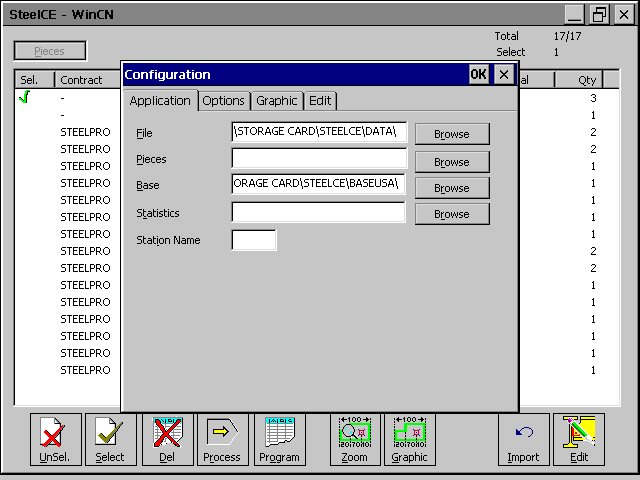 SteelCE - WinCN
Total 17/17
Pieces
Select 1
Sel. Contract Qty
Configuration OK
Application Options Graphic Edit
File \STORAGE CARD\STEELCE\DATA\ Browse
Pieces Browse
Base ORAGE CARD\STEELCE\BASEUSA\ Browse
Statistics Browse
Station Name
- 3
- 1
STEELPRO 2
STEELPRO 2
STEELPRO 1
STEELPRO 1
STEELPRO 1
STEELPRO 1
STEELPRO 1
STEELPRO 2
STEELPRO 2
STEELPRO 1
STEELPRO 1
STEELPRO 1
STEELPRO 1
STEELPRO 1
STEELPRO 1
UnSel. Select Del Process Program Zoom Graphic Import Edit